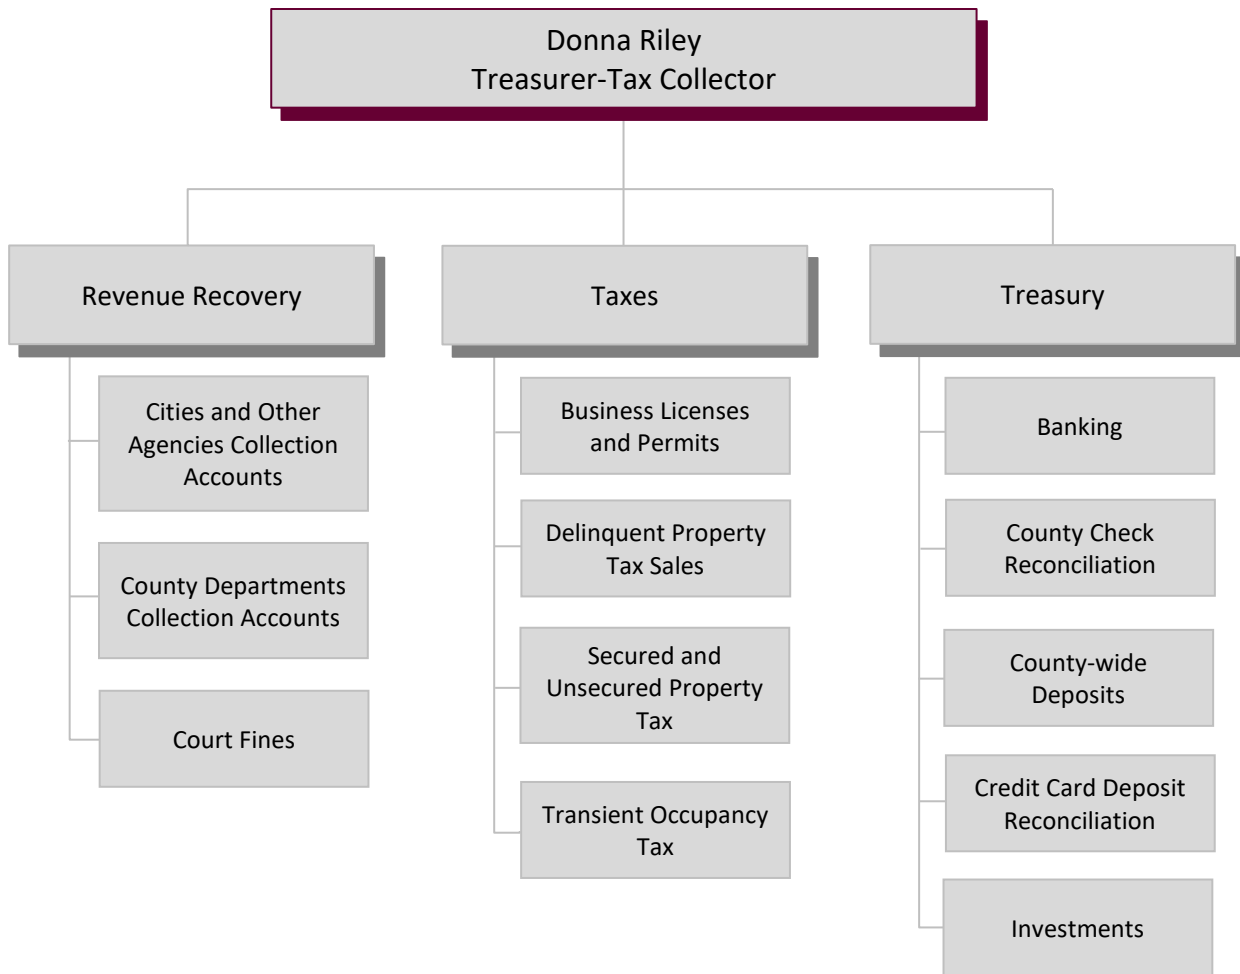 Donna Riley
Treasurer-Tax Collector
Revenue Recovery
Cities and Other
Agencies Collection
Accounts
County Departments
Collection Accounts
Court Fines
Taxes
Business Licenses
and Permits
Delinquent Property
Tax Sales
Secured and
Unsecured Property
Tax
Transient Occupancy
Tax
Treasury
Banking
County Check
Reconciliation
County-wide
Deposits
Credit Card Deposit
Reconciliation
Investments